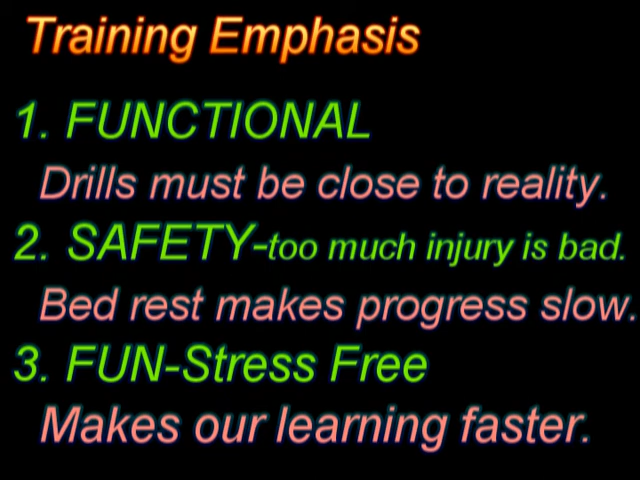 Training Emphasis
1. FUNCTIONAL
Drills must be close to reality.
2. SAFETY-too much injury is bad.
Bed rest makes progress slow.
3. FUN-Stress Free
Makes our learning faster.